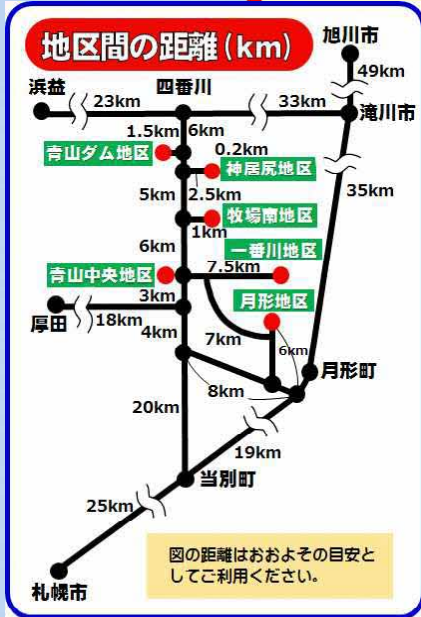 地区間の距離(km)
旭川市
49km
浜益
四番川
23km
33km
滝川市
1.5km
6km
青山ダム地区
0.2km
神居尻地区
35km
5km
2.5km
牧場南地区
1km
6km
一番川地区
7.5km
青山中央地区
月形地区
3km
厚田
18km
4km
7km
6km
月形町
8km
20km
19km
当別町
25km
札幌市
図の距離はおおよその目安と
してご利用ください。